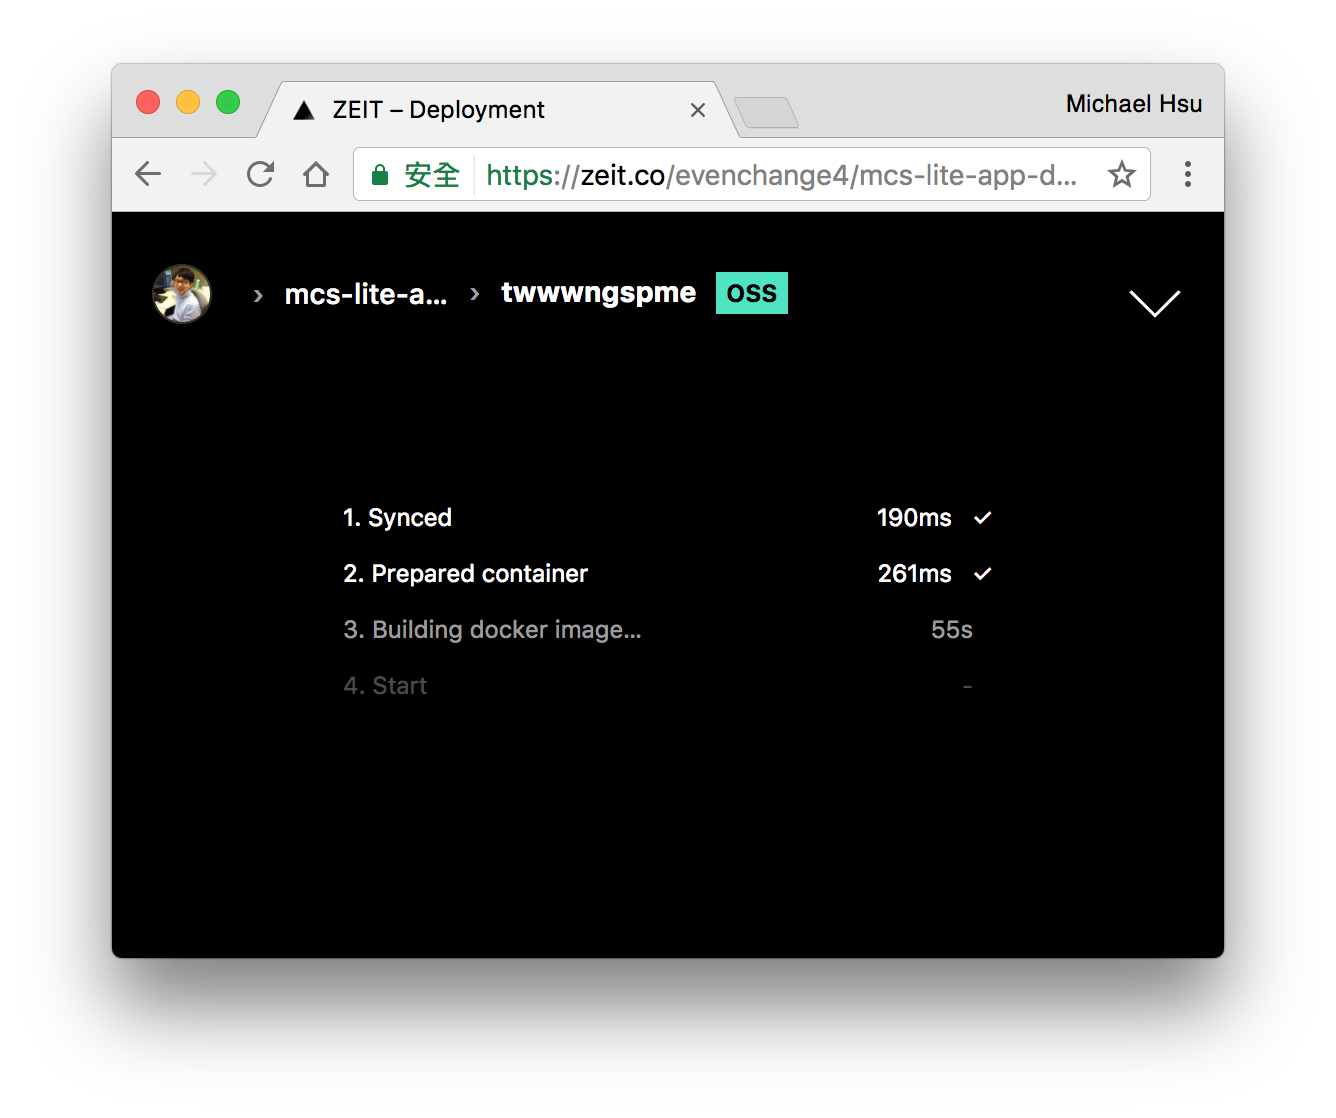 ZEIT – Deployment
Michael Hsu
安全 https://zeit.co/evenchange4/mcs-lite-app-d...
› mcs-lite-a... › twwwngspme OSS
1. Synced 190ms ✓
2. Prepared container 261ms ✓
3. Building docker image... 55s
4. Start -